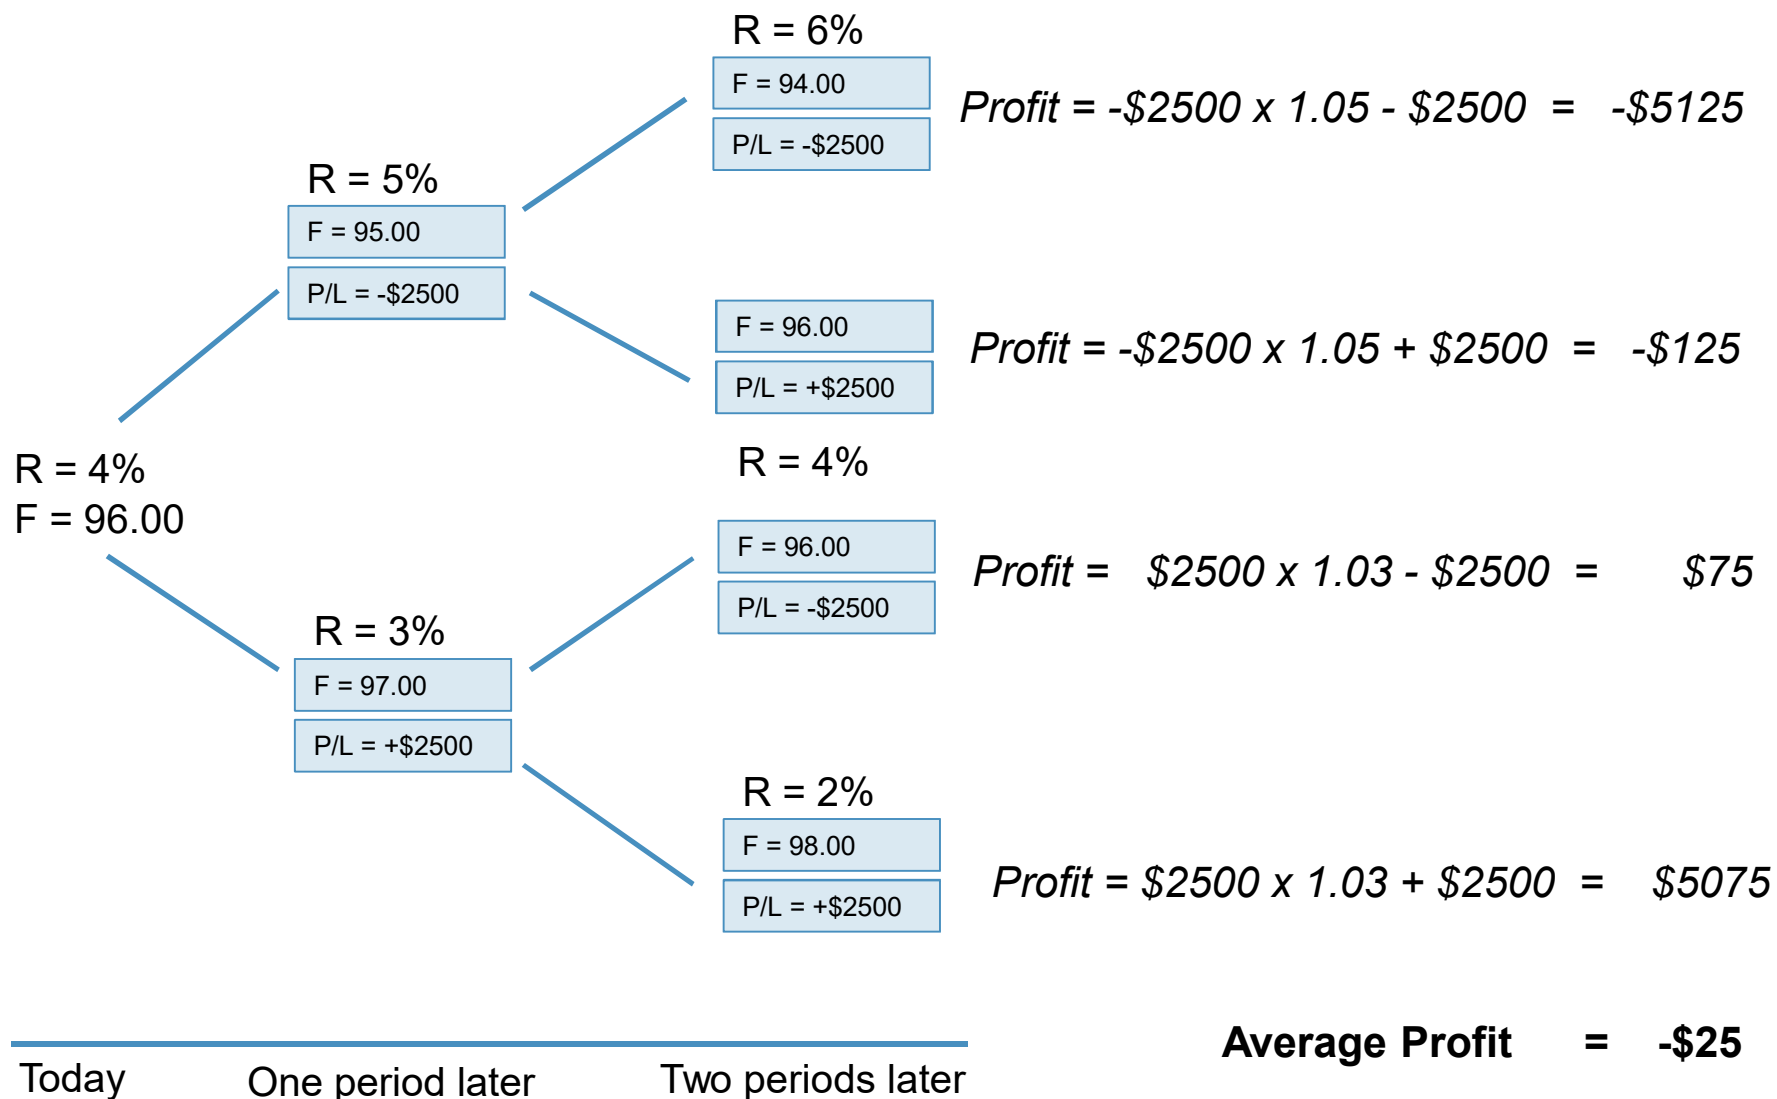 R = 6%
F = 94.00
P/L = -$2500
Profit = -$2500 x 1.05 - $2500 = -$5125
R = 5%
F = 95.00
P/L = -$2500
F = 96.00
P/L = +$2500
Profit = -$2500 x 1.05 + $2500 = -$125
R = 4%
F = 96.00
R = 4%
F = 96.00
P/L = -$2500
Profit = $2500 x 1.03 - $2500 = $75
R = 3%
F = 97.00
P/L = +$2500
R = 2%
F = 98.00
P/L = +$2500
Profit = $2500 x 1.03 + $2500 = $5075
Average Profit = -$25
Today One period later Two periods later